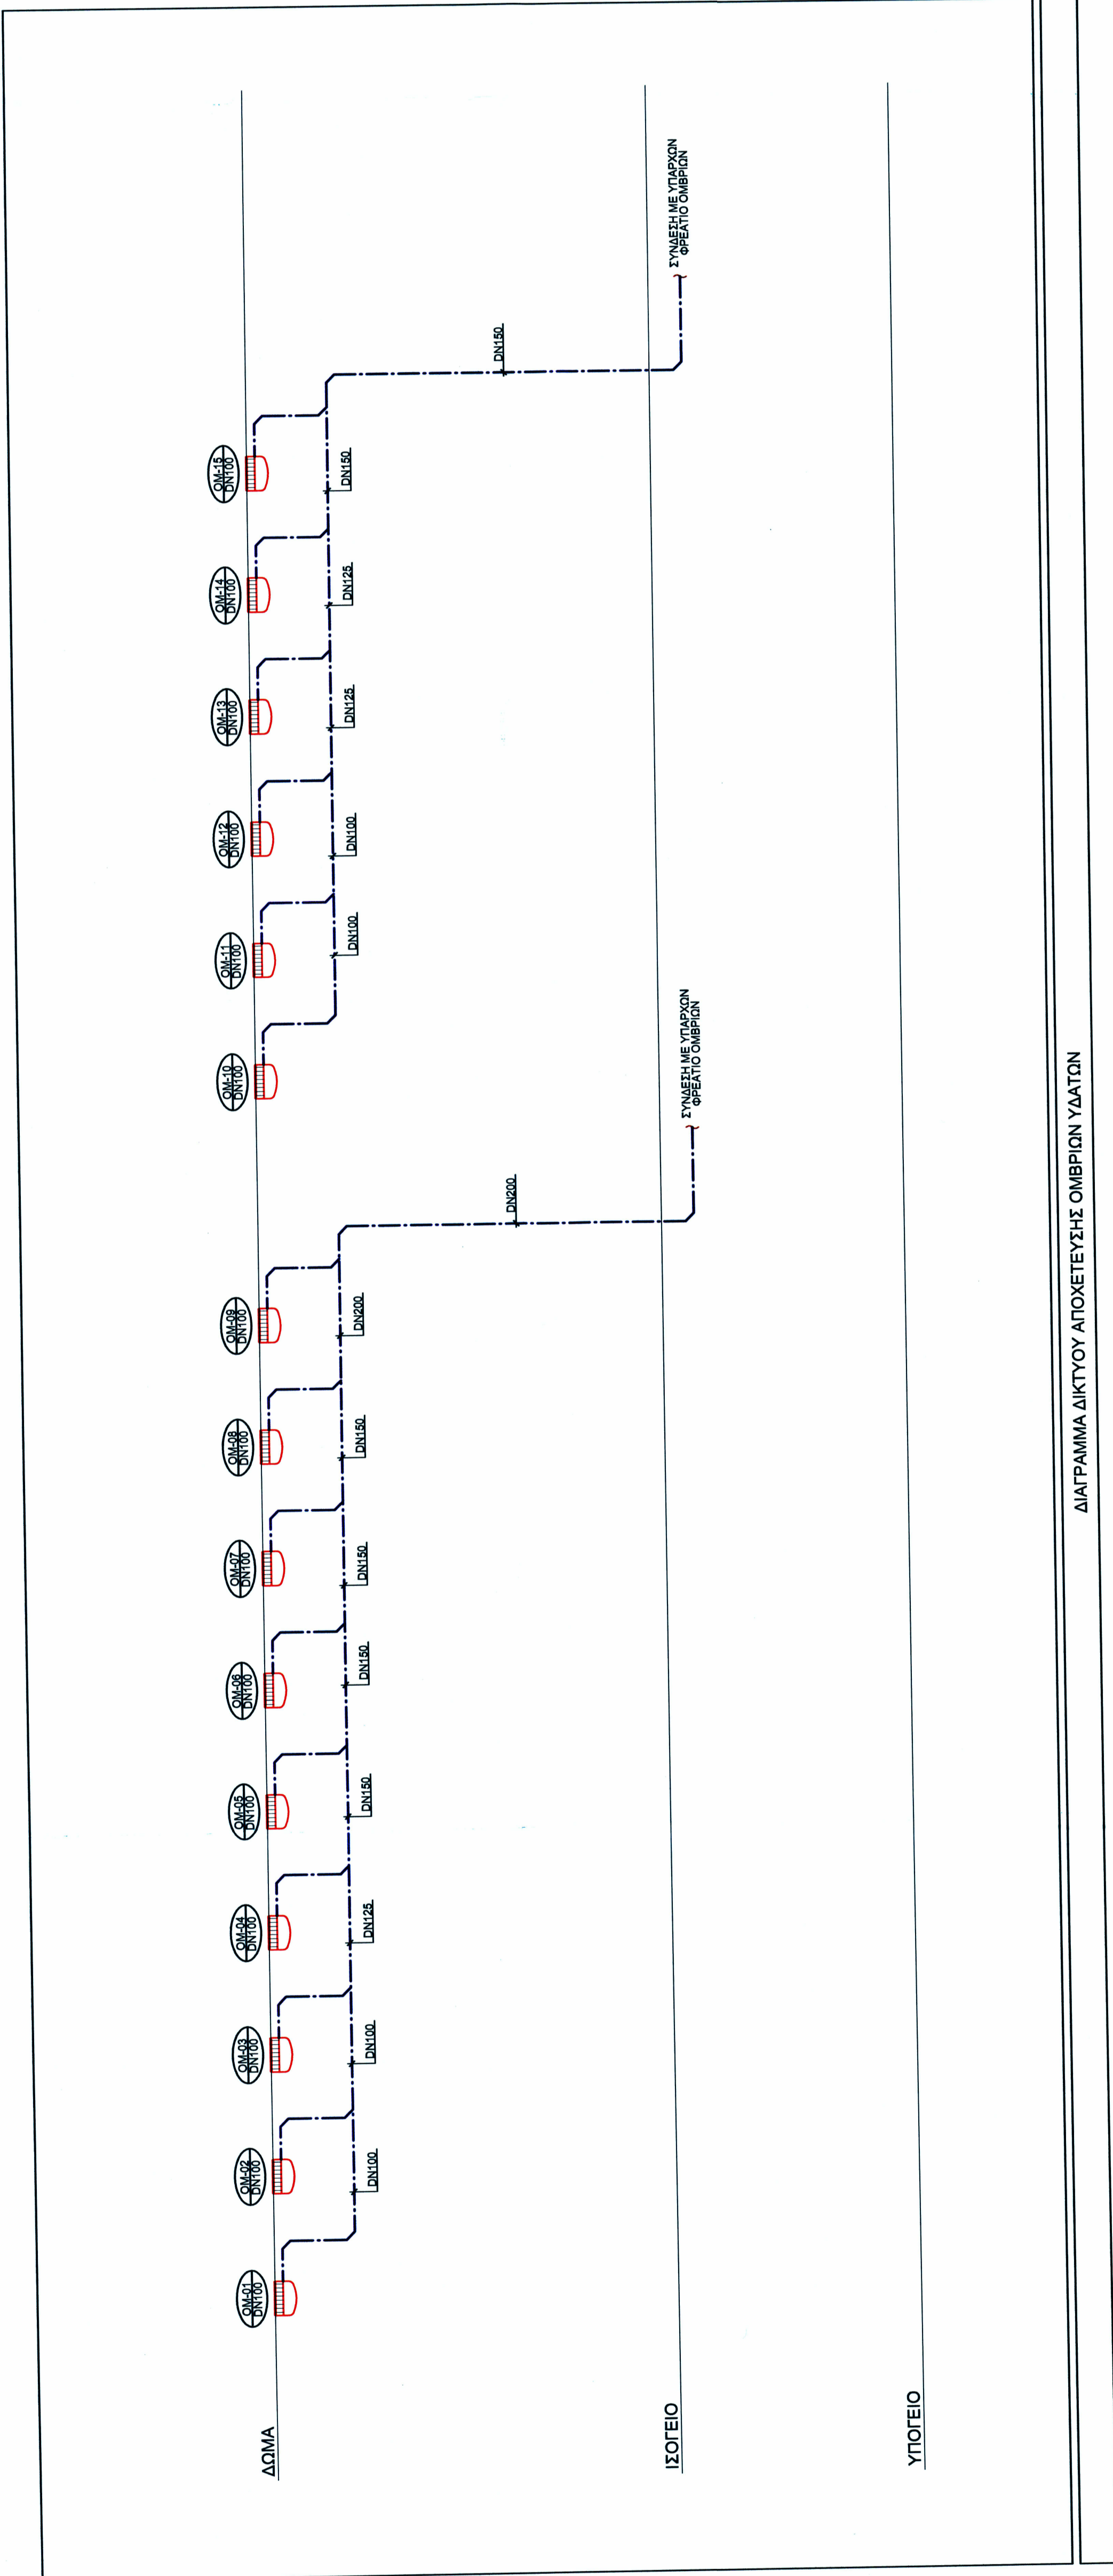 ΟΜ-01
DN100
ΟΜ-02
DN100
ΟΜ-03
DN100
ΟΜ-04
DN100
ΟΜ-05
DN100
ΟΜ-06
DN100
ΟΜ-07
DN100
ΟΜ-08
DN100
ΟΜ-09
DN100
ΟΜ-10
DN100
ΟΜ-11
DN100
ΟΜ-12
DN100
ΟΜ-13
DN100
ΟΜ-14
DN100
ΟΜ-15
DN100
ΔΩΜΑ
DN100
DN100
DN125
DN150
DN150
DN150
DN150
DN200
DN100
DN100
DN125
DN125
DN150
DN200
DN150
ΣΥΝΔΕΣΗ ΜΕ ΥΠΑΡΧΩΝ
ΦΡΕΑΤΙΟ ΟΜΒΡΙΩΝ
ΣΥΝΔΕΣΗ ΜΕ ΥΠΑΡΧΩΝ
ΦΡΕΑΤΙΟ ΟΜΒΡΙΩΝ
ΙΣΟΓΕΙΟ
ΥΠΟΓΕΙΟ
ΔΙΑΓΡΑΜΜΑ ΔΙΚΤΥΟΥ ΑΠΟΧΕΤΕΥΣΗΣ ΟΜΒΡΙΩΝ ΥΔΑΤΩΝ